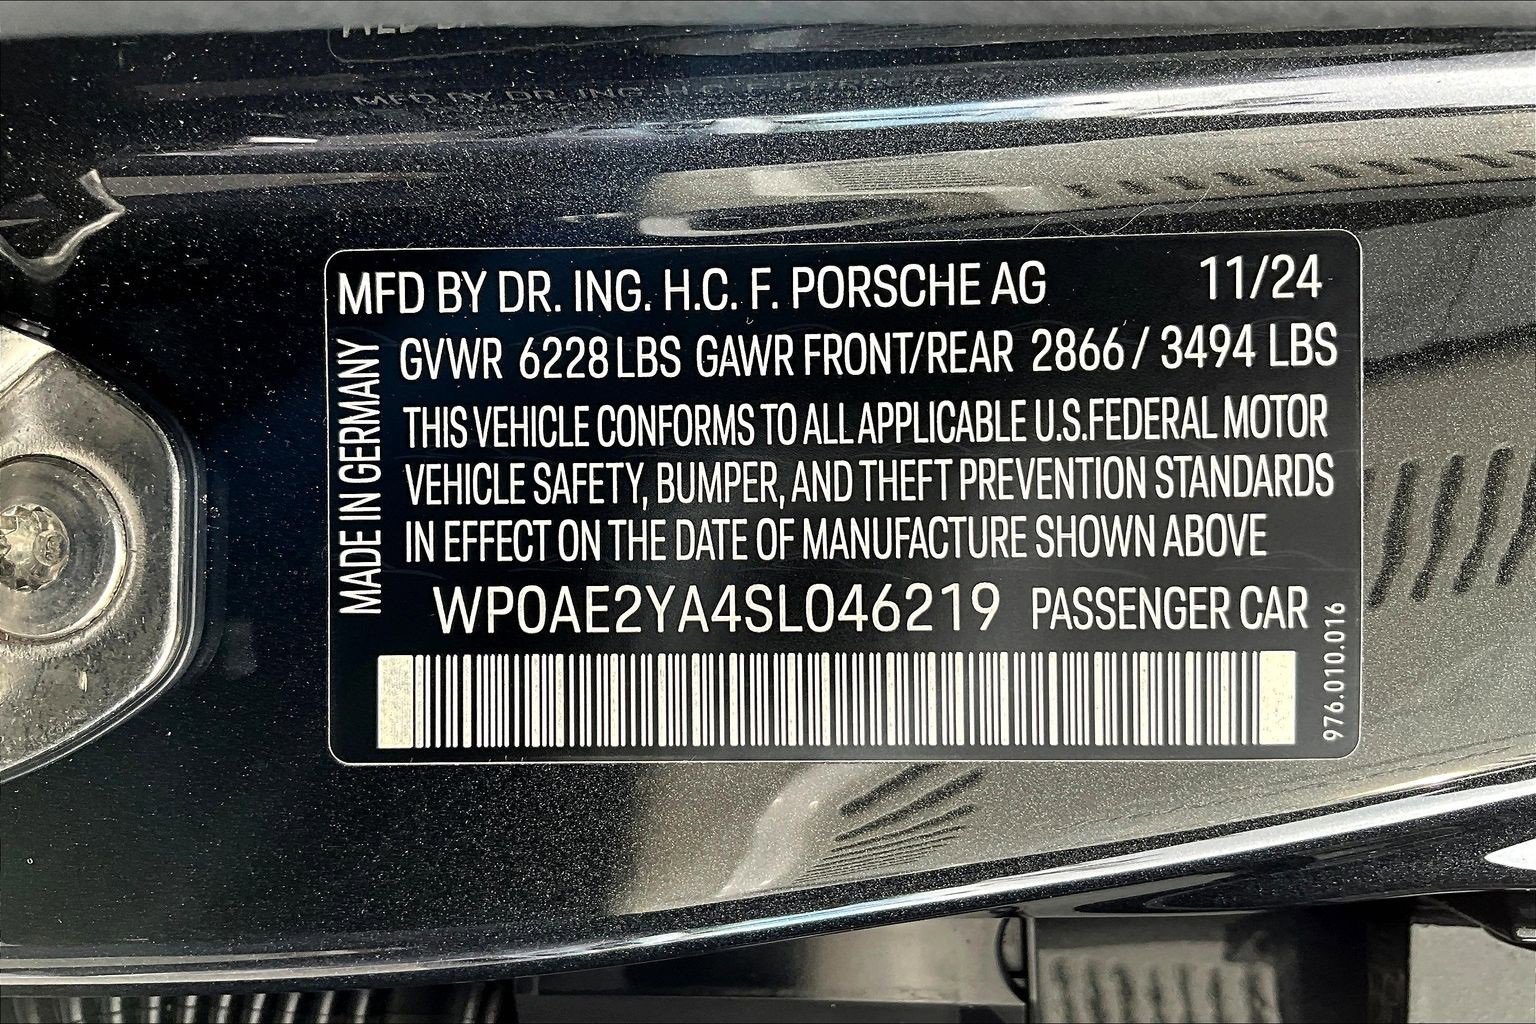 MFD BY DR. ING. H.C. F. PORSCHE AG 11/24
GVWR 6228 LBS GAWR FRONT/REAR 2866 / 3494 LBS
THIS VEHICLE CONFORMS TO ALL APPLICABLE U.S.FEDERAL MOTOR
VEHICLE SAFETY, BUMPER, AND THEFT PREVENTION STANDARDS
IN EFFECT ON THE DATE OF MANUFACTURE SHOWN ABOVE
WP0AE2YA4SL046219 PASSENGER CAR
MADE IN GERMANY
976.010.016